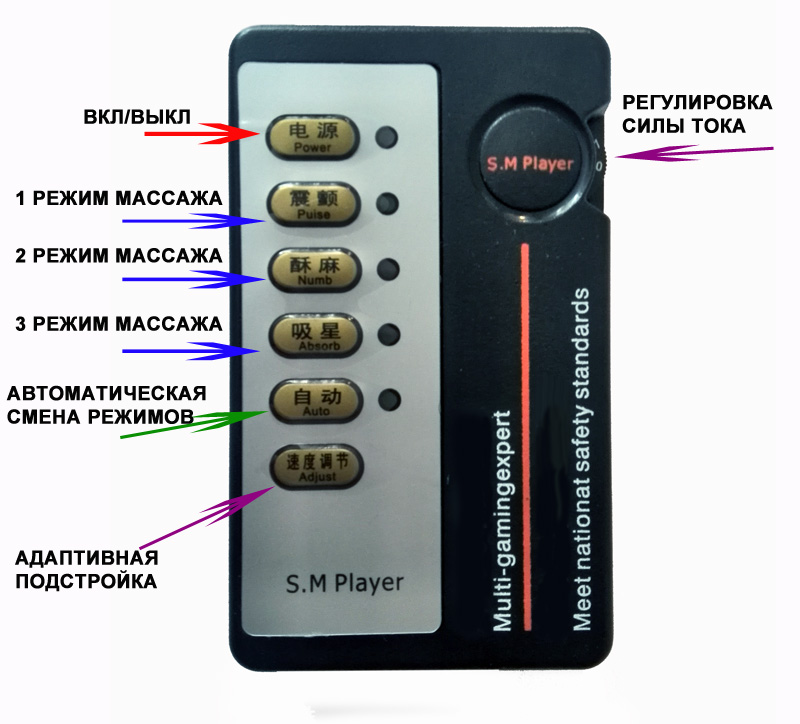 ВКЛ/ВЫКЛ
1 РЕЖИМ МАССАЖА
2 РЕЖИМ МАССАЖА
3 РЕЖИМ МАССАЖА
АВТОМАТИЧЕСКАЯ
СМЕНА РЕЖИМОВ
АДАПТИВНАЯ
ПОДСТРОЙКА
电源
Power
震颤
Pulse
酥麻
Numb
吸星
Absorb
自动
Auto
速度调节
Adjust
S.M Player
S.M Player
1
0
РЕГУЛИРОВКА
СИЛЫ ТОКА
Multi-gamingexpert
Meet nationat safety standards